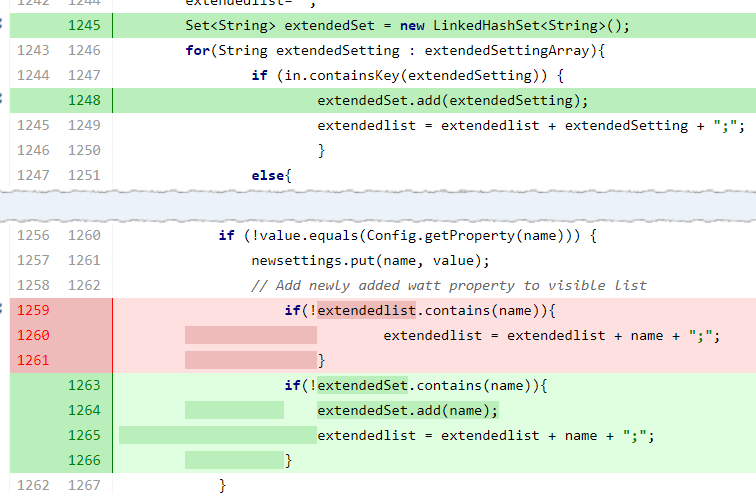 1242 1244 extendedlist="";
1245 Set<String> extendedSet = new LinkedHashSet<String>();
1243 1246 for(String extendedSetting : extendedSettingArray){
1244 1247 if (in.containsKey(extendedSetting)) {
1248 extendedSet.add(extendedSetting);
1245 1249 extendedlist = extendedlist + extendedSetting + ";";
1246 1250 }
1247 1251 else{
1256 1260 if (!value.equals(Config.getProperty(name))) {
1257 1261 newsettings.put(name, value);
1258 1262 // Add newly added watt property to visible list
1259 if(!extendedlist.contains(name)){
1260 extendedlist = extendedlist + name + ";";
1261 }
1263 if(!extendedSet.contains(name)){
1264 extendedSet.add(name);
1265 extendedlist = extendedlist + name + ";";
1266 }
1262 1267 }